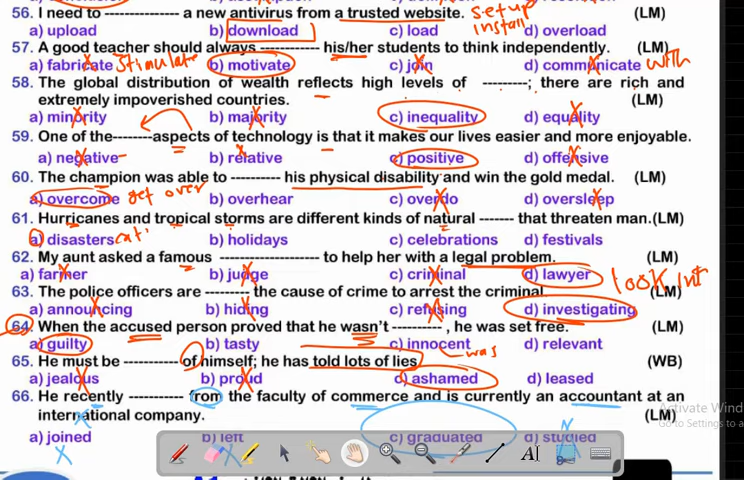 setup
56. I need to --------------- a new antivirus from a trusted website. (LM)
install
a) upload b) download c) load d) overload
57. A good teacher should always ------------ his/her students to think independently. (LM)
a) fabricate stimulate b) motivate c) join d) communicate with
58. The global distribution of wealth reflects high levels of ---------; there are rich and
extremely impoverished countries. (LM)
a) minority b) majority c) inequality d) equality
59. One of the--------aspects of technology is that it makes our lives easier and more enjoyable.
a) negative b) relative c) positive d) offensive
60. The champion was able to ---------- his physical disability and win the gold medal. (LM)
a) overcome get over b) overhear c) overdo d) oversleep
61. Hurricanes and tropical storms are different kinds of natural ------- that threaten man.(LM)
a) disasters b) holidays c) celebrations d) festivals
62. My aunt asked a famous -------------------- to help her with a legal problem. (LM)
a) farmer b) judge c) criminal d) lawyer look int
63. The police officers are --------- the cause of crime to arrest the criminal (LM)
a) announcing b) hiding c) refusing d) investigating
64. When the accused person proved that he wasn't ---------- , he was set free. (LM)
a) guilty b) tasty c) innocent d) relevant
was
65. He must be ----------- of himself; he has told lots of lies (WB)
a) jealous b) proud c) ashamed d) leased
66. He recently ----------- from the faculty of commerce and is currently an accountant at an
international company. (LM)
Activate Wind
Go to Settings to a
a) joined b) left c) graduated d) studied